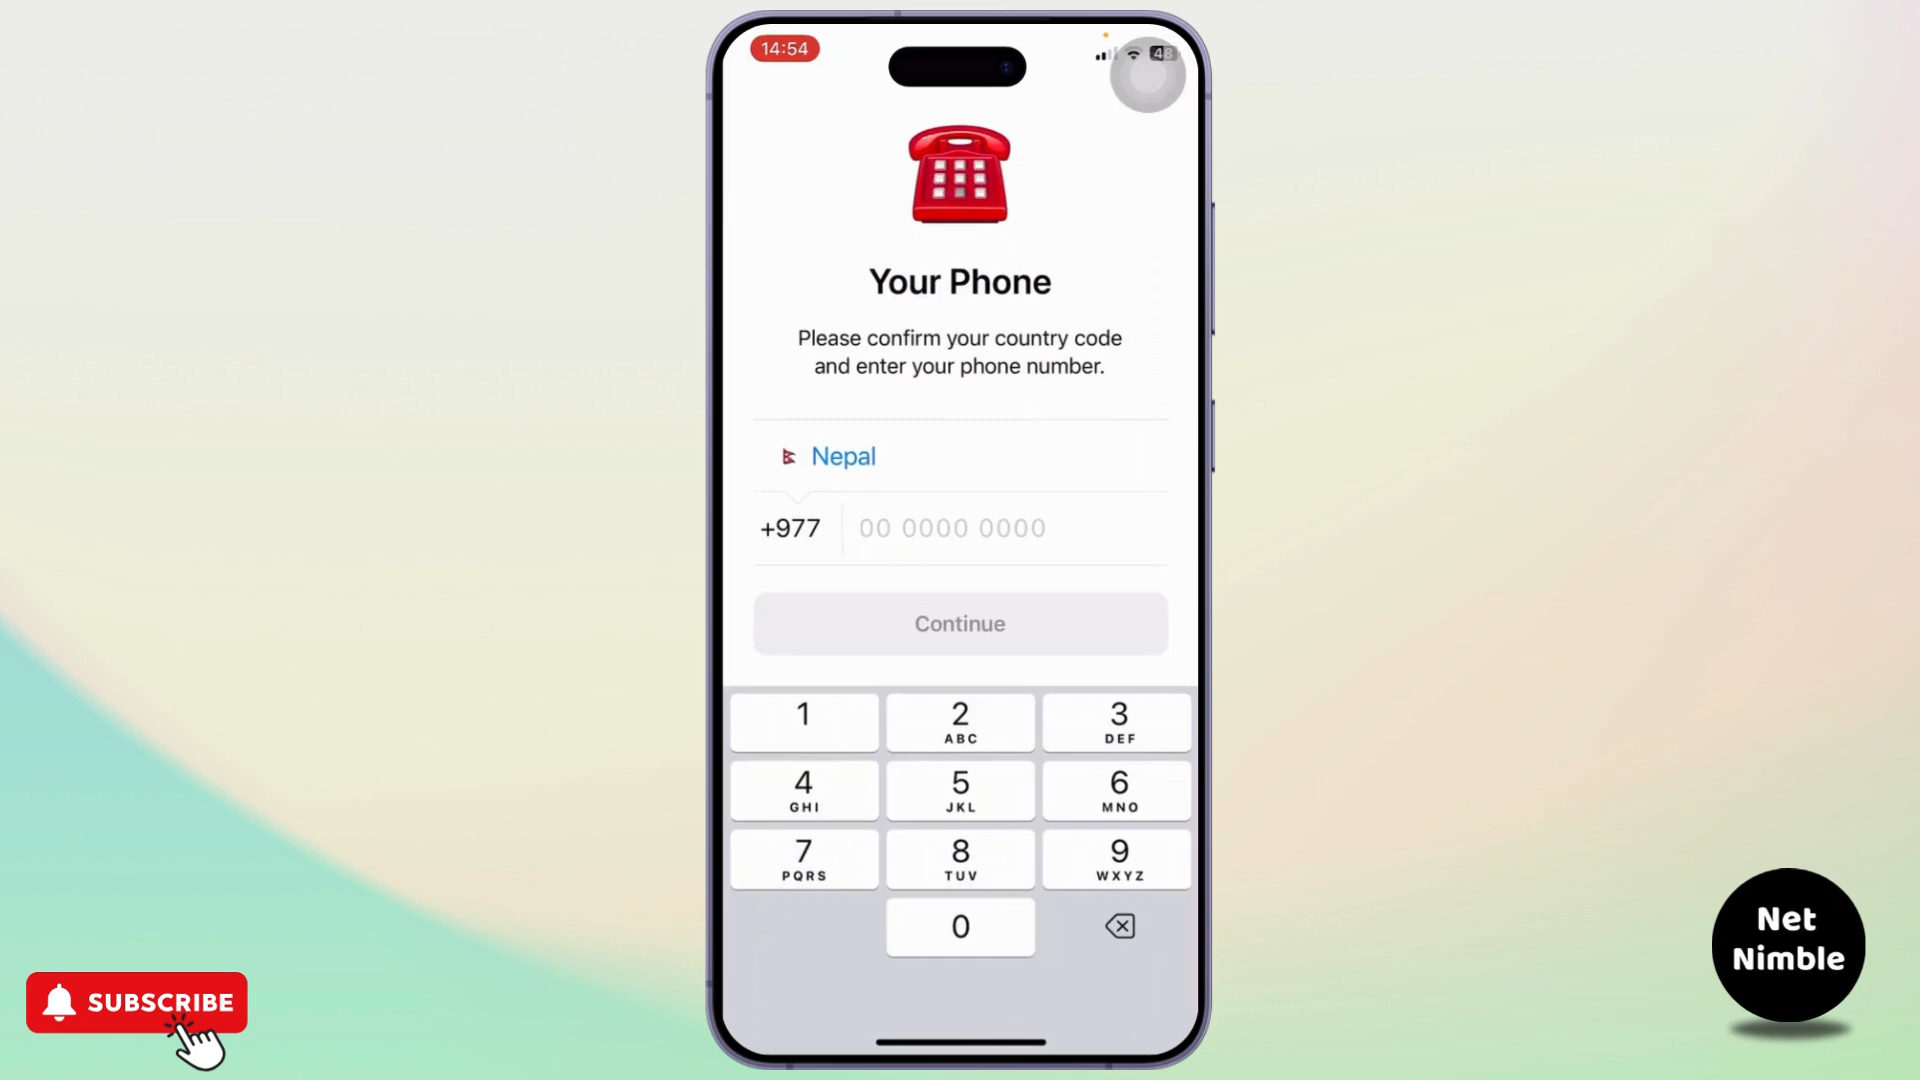 14:54
48
Your Phone
Please confirm your country code
and enter your phone number.
Nepal
+977
00 0000 0000
Continue
1
2
ABC
3
DEF
4
GHI
5
JKL
6
MNO
7
PQRS
8
TUV
9
WXYZ
0
SUBSCRIBE
Net
Nimble